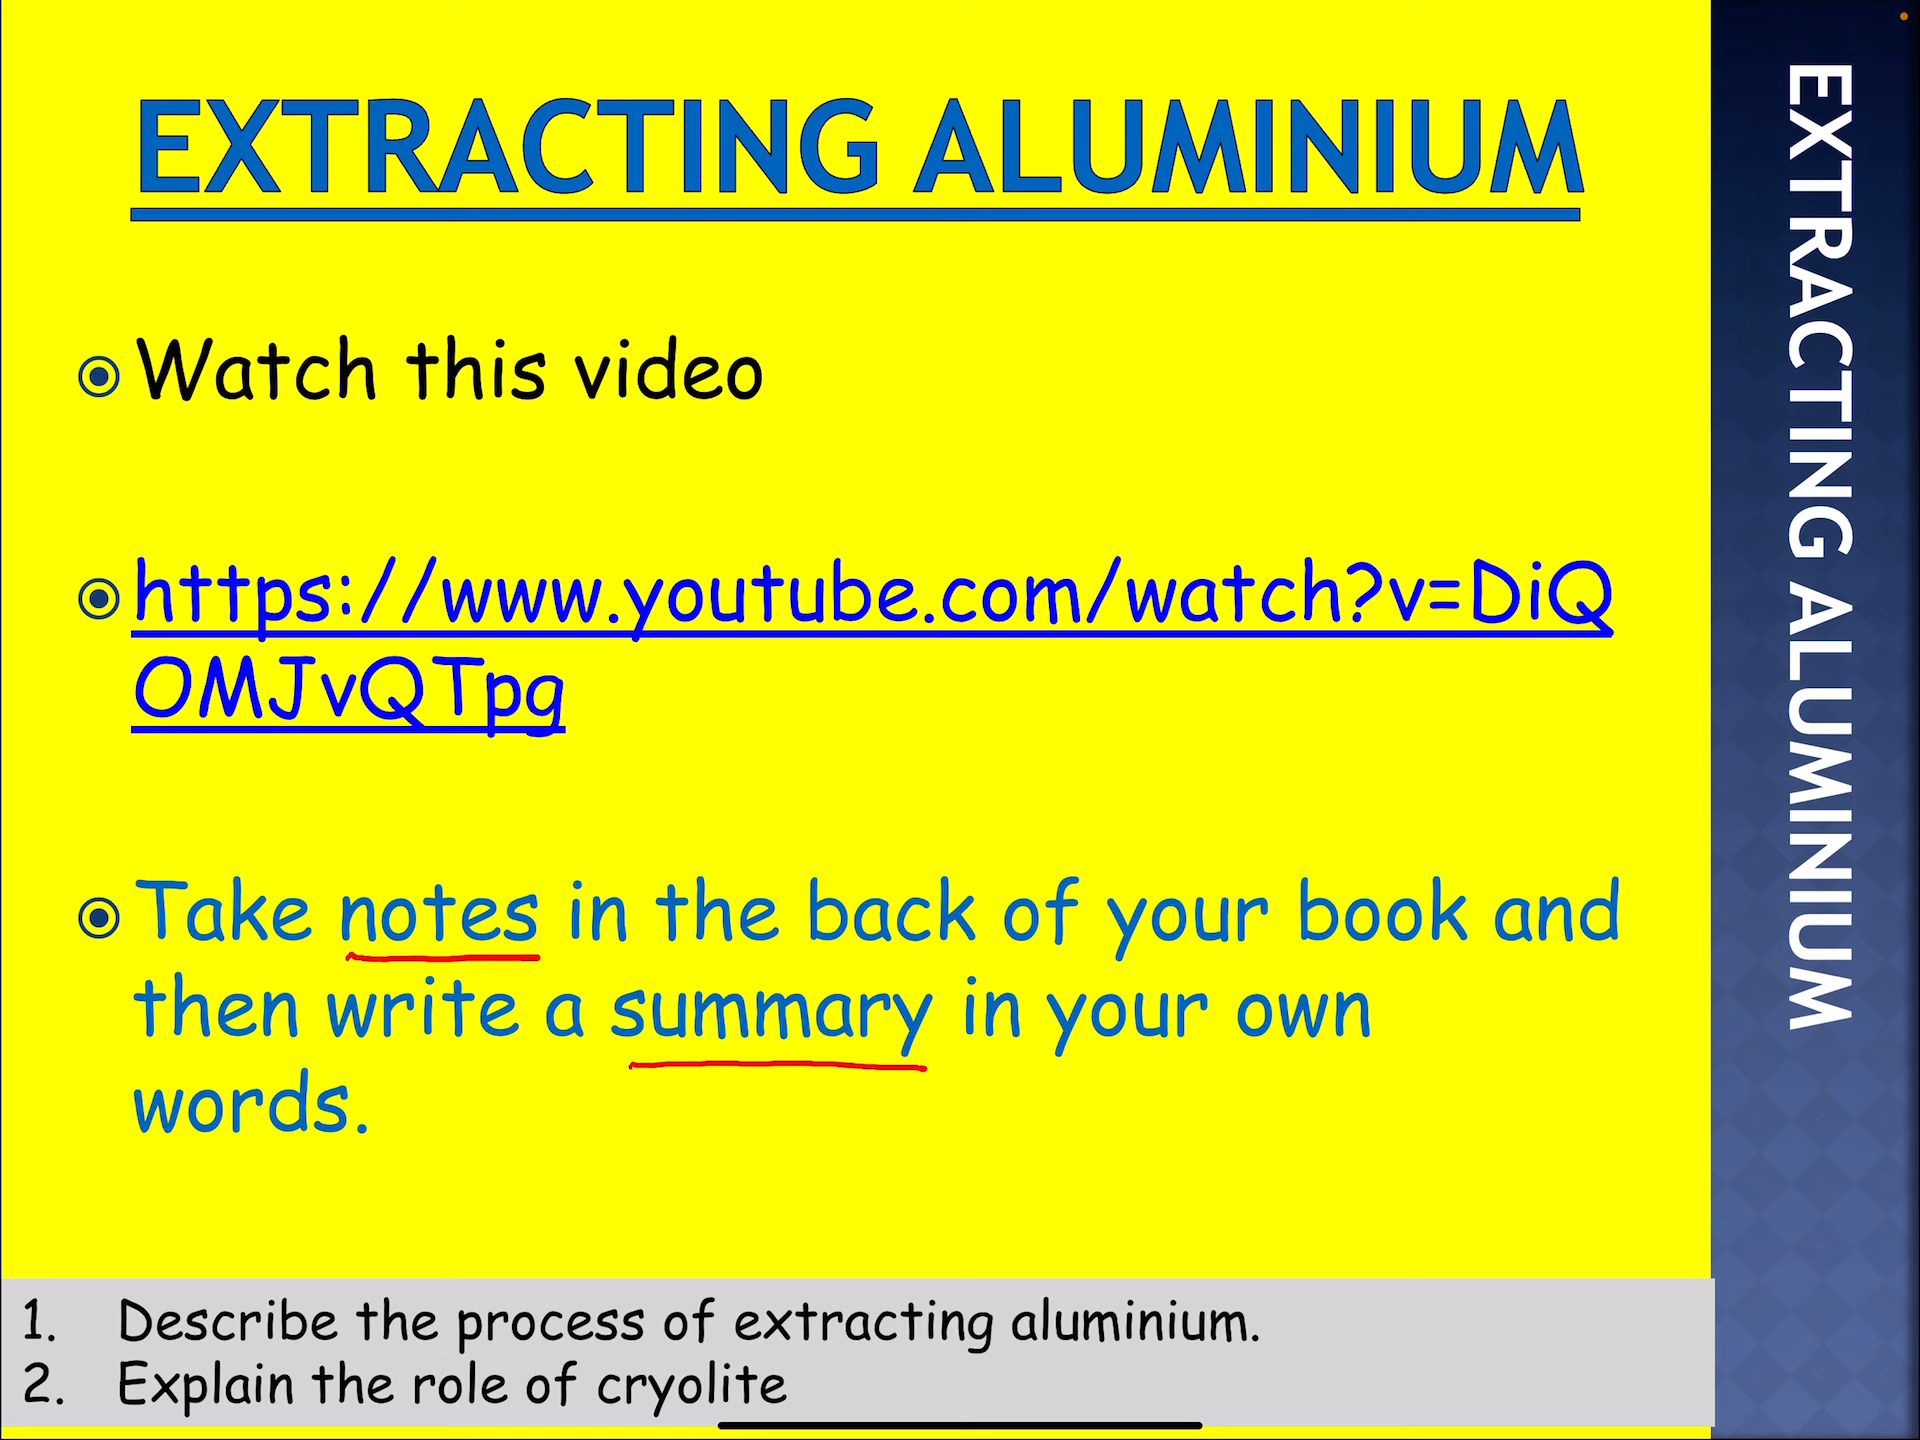 EXTRACTING ALUMINIUM
Watch this video
https://www.youtube.com/watch?v=DiQ
OMJvQTpg
Take notes in the back of your book and
then write a summary in your own
words.
1. Describe the process of extracting aluminium.
2. Explain the role of cryolite
EXTRACTING ALUMINIUM